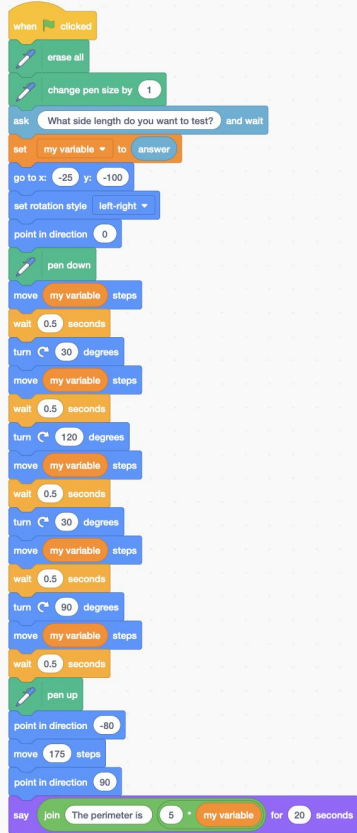 when clicked
erase all
change pen size by 1
ask What side length do you want to test? and wait
set my variable to answer
go to x: -25 y: -100
set rotation style left-right
point in direction 0
pen down
move my variable steps
wait 0.5 seconds
turn 30 degrees
move my variable steps
wait 0.5 seconds
turn 120 degrees
move my variable steps
wait 0.5 seconds
turn 30 degrees
move my variable steps
wait 0.5 seconds
turn 90 degrees
move my variable steps
wait 0.5 seconds
pen up
point in direction -80
move 175 steps
point in direction 90
say join The perimeter is 5 * my variable for 20 seconds